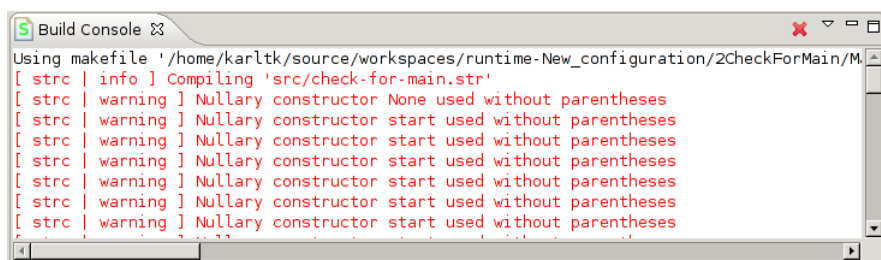 S Build Console
Using makefile '/home/karltk/source/workspaces/runtime-New_configuration/2CheckForMain/M
[ strc | info ] Compiling 'src/check-for-main.str'
[ strc | warning ] Nullary constructor None used without parentheses
[ strc | warning ] Nullary constructor start used without parentheses
[ strc | warning ] Nullary constructor start used without parentheses
[ strc | warning ] Nullary constructor start used without parentheses
[ strc | warning ] Nullary constructor start used without parentheses
[ strc | warning ] Nullary constructor start used without parentheses
[ strc | warning ] Nullary constructor start used without parentheses